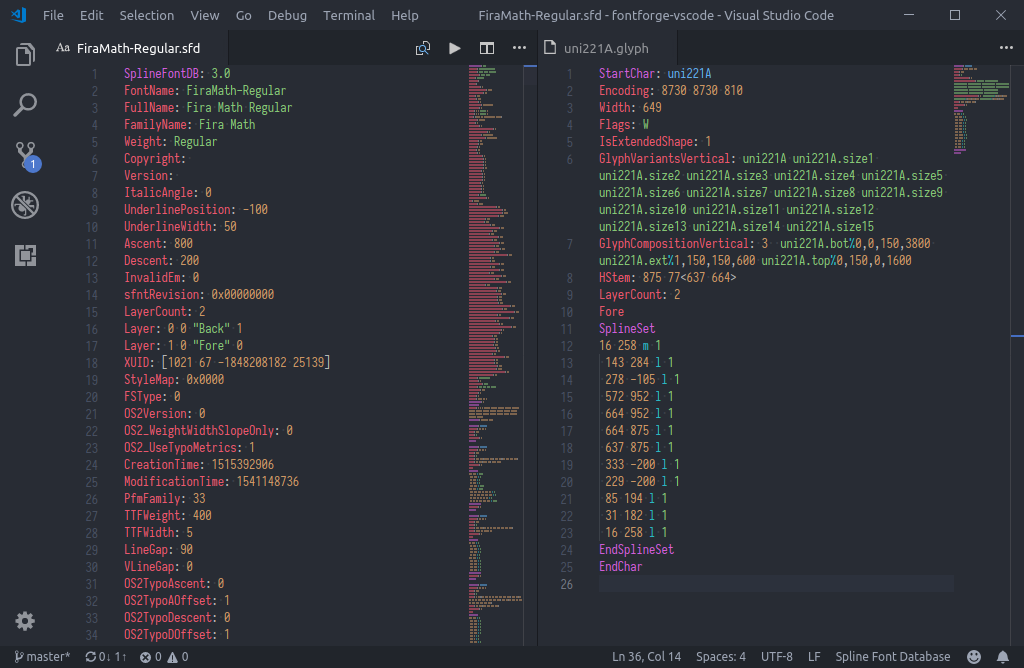 File Edit Selection View Go Debug Terminal Help FiraMath-Regular.sfd - fontforge-vscode - Visual Studio Code
Aa FiraMath-Regular.sfd
uni221A.glyph
1 SplineFontDB: 3.0
2 FontName: FiraMath-Regular
3 FullName: Fira Math Regular
4 FamilyName: Fira Math
5 Weight: Regular
6 Copyright:
7 Version:
8 ItalicAngle: 0
9 UnderlinePosition: -100
10 UnderlineWidth: 50
11 Ascent: 800
12 Descent: 200
13 InvalidEm: 0
14 sfntRevision: 0x00000000
15 LayerCount: 2
16 Layer: 0 0 "Back" 1
17 Layer: 1 0 "Fore" 0
18 XUID: [1021 67 -1848208182 25139]
19 StyleMap: 0x0000
20 FSType: 0
21 OS2Version: 0
22 OS2_WeightWidthSlopeOnly: 0
23 OS2_UseTypoMetrics: 1
24 CreationTime: 1515392906
25 ModificationTime: 1541148736
26 PfmFamily: 33
27 TTFWeight: 400
28 TTFWidth: 5
29 LineGap: 90
30 VLineGap: 0
31 OS2TypoAscent: 0
32 OS2TypoAOffset: 1
33 OS2TypoDescent: 0
34 OS2TypoDOffset: 1
1 StartChar: uni221A
2 Encoding: 8730 8730 810
3 Width: 649
4 Flags: W
5 IsExtendedShape: 1
6 GlyphVariantsVertical: uni221A uni221A.size1
uni221A.size2 uni221A.size3 uni221A.size4 uni221A.size5
uni221A.size6 uni221A.size7 uni221A.size8 uni221A.size9
uni221A.size10 uni221A.size11 uni221A.size12
uni221A.size13 uni221A.size14 uni221A.size15
7 GlyphCompositionVertical: 3  uni221A.bot%0,0,150,3800
uni221A.ext%1,150,150,600 uni221A.top%0,150,0,1600
8 HStem: 875 77<637 664>
9 LayerCount: 2
10 Fore
11 SplineSet
12 16 258 m 1
13 143 284 l 1
14 278 -105 l 1
15 572 952 l 1
16 664 952 l 1
17 664 875 l 1
18 637 875 l 1
19 333 -200 l 1
20 229 -200 l 1
21 85 194 l 1
22 31 182 l 1
23 16 258 l 1
24 EndSplineSet
25 EndChar
26
1
master* 0↓ 1↑ 0 0 Ln 36, Col 14 Spaces: 4 UTF-8 LF Spline Font Database